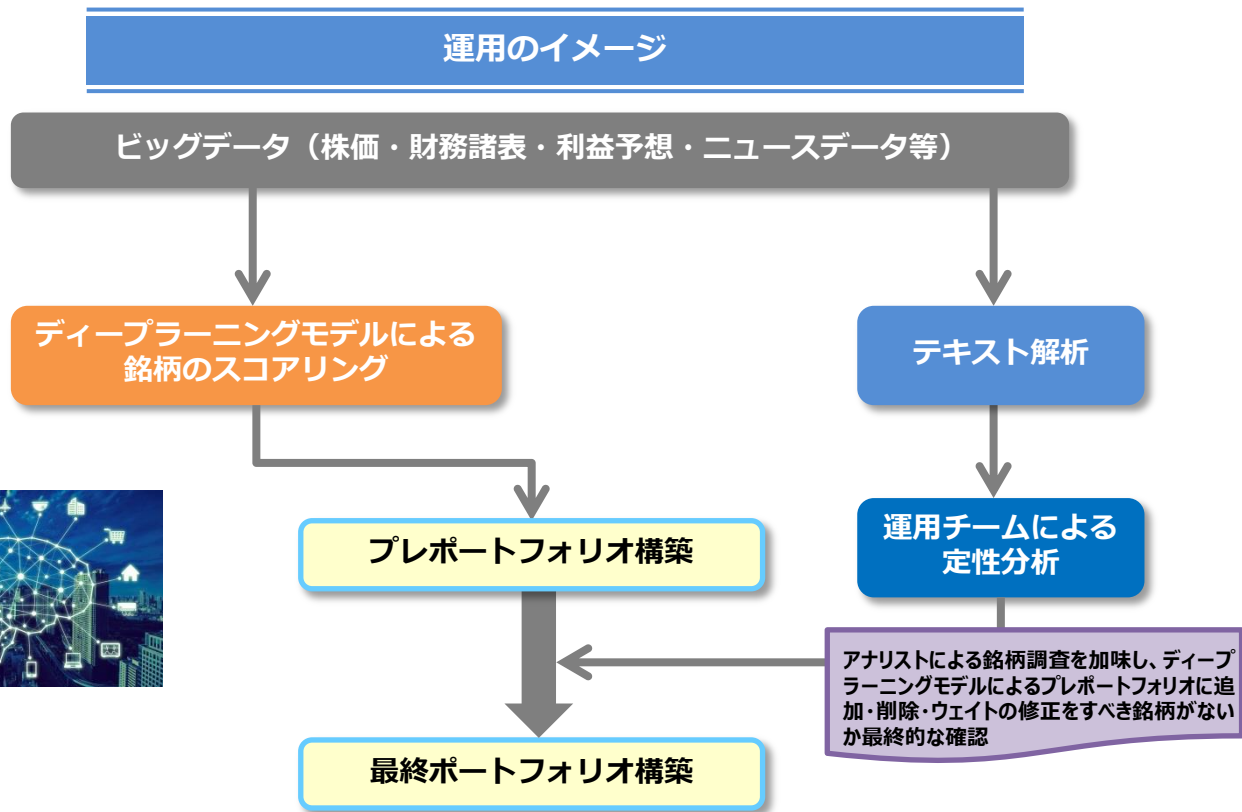 運用のイメージ
ビッグデータ（株価・財務諸表・利益予想・ニュースデータ等）
ディープラーニングモデルによる
銘柄のスコアリング
テキスト解析
プレポートフォリオ構築
運用チームによる
定性分析
アナリストによる銘柄調査を加味し、ディープ
ラーニングモデルによるプレポートフォリオに追
加・削除・ウェイトの修正をすべき銘柄がない
か最終的な確認
最終ポートフォリオ構築